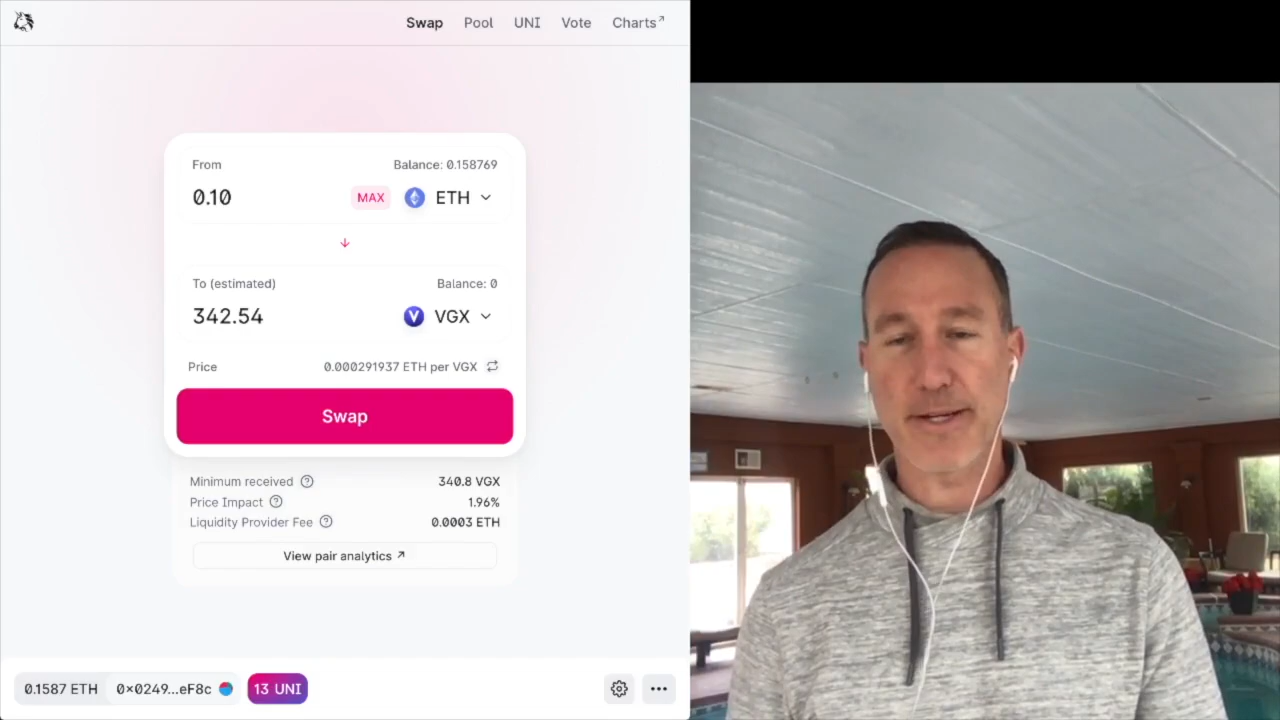 Swap Pool UNI Vote Charts↗
From Balance: 0.158769
0.10 MAX ETH
To (estimated) Balance: 0
342.54 VGX
Price 0.000291937 ETH per VGX
Swap
Minimum received ? 340.8 VGX
Price Impact ? 1.96%
Liquidity Provider Fee ? 0.0003 ETH
View pair analytics ↗
0.1587 ETH 0×0249...eF8c 13 UNI